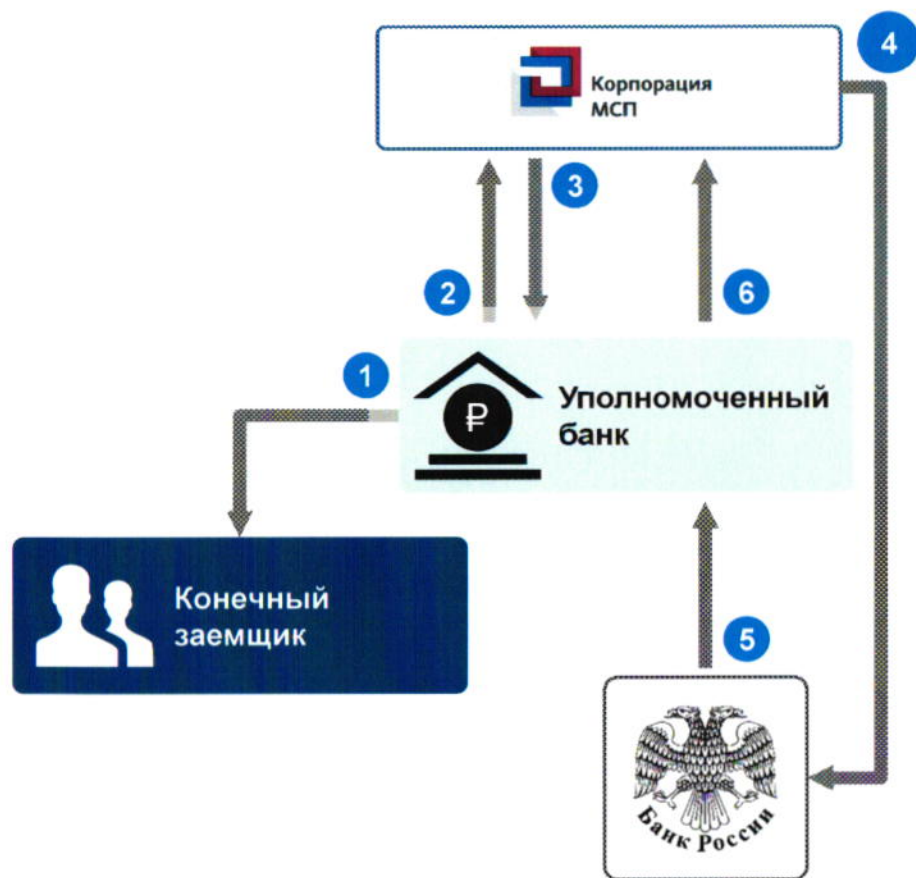 4
Корпорация
МСП
3
2
6
1
₽
Уполномоченный
банк
Конечный
заемщик
5
Банк России